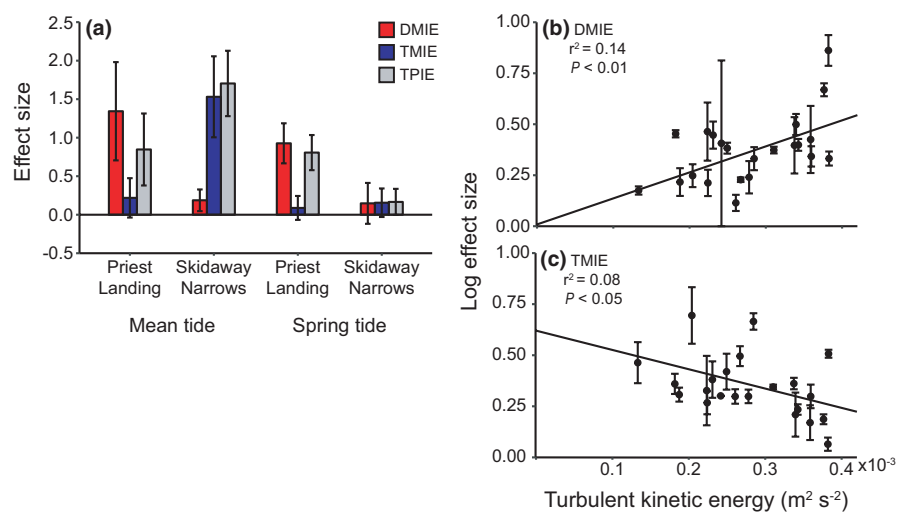 (a)
DMIE
TMIE
TPIE
Effect size
2.5
2.0
1.5
1.0
0.5
0.0
-0.5
Priest Landing
Skidaway Narrows
Priest Landing
Skidaway Narrows
Mean tide
Spring tide
(b) DMIE
r² = 0.14
P < 0.01
1.00
0.75
0.50
0.25
0.00
Log effect size
(c) TMIE
r² = 0.08
P < 0.05
1.00
0.75
0.50
0.25
0.00
0.1
0.2
0.3
0.4 x10⁻³
Turbulent kinetic energy (m² s⁻²)